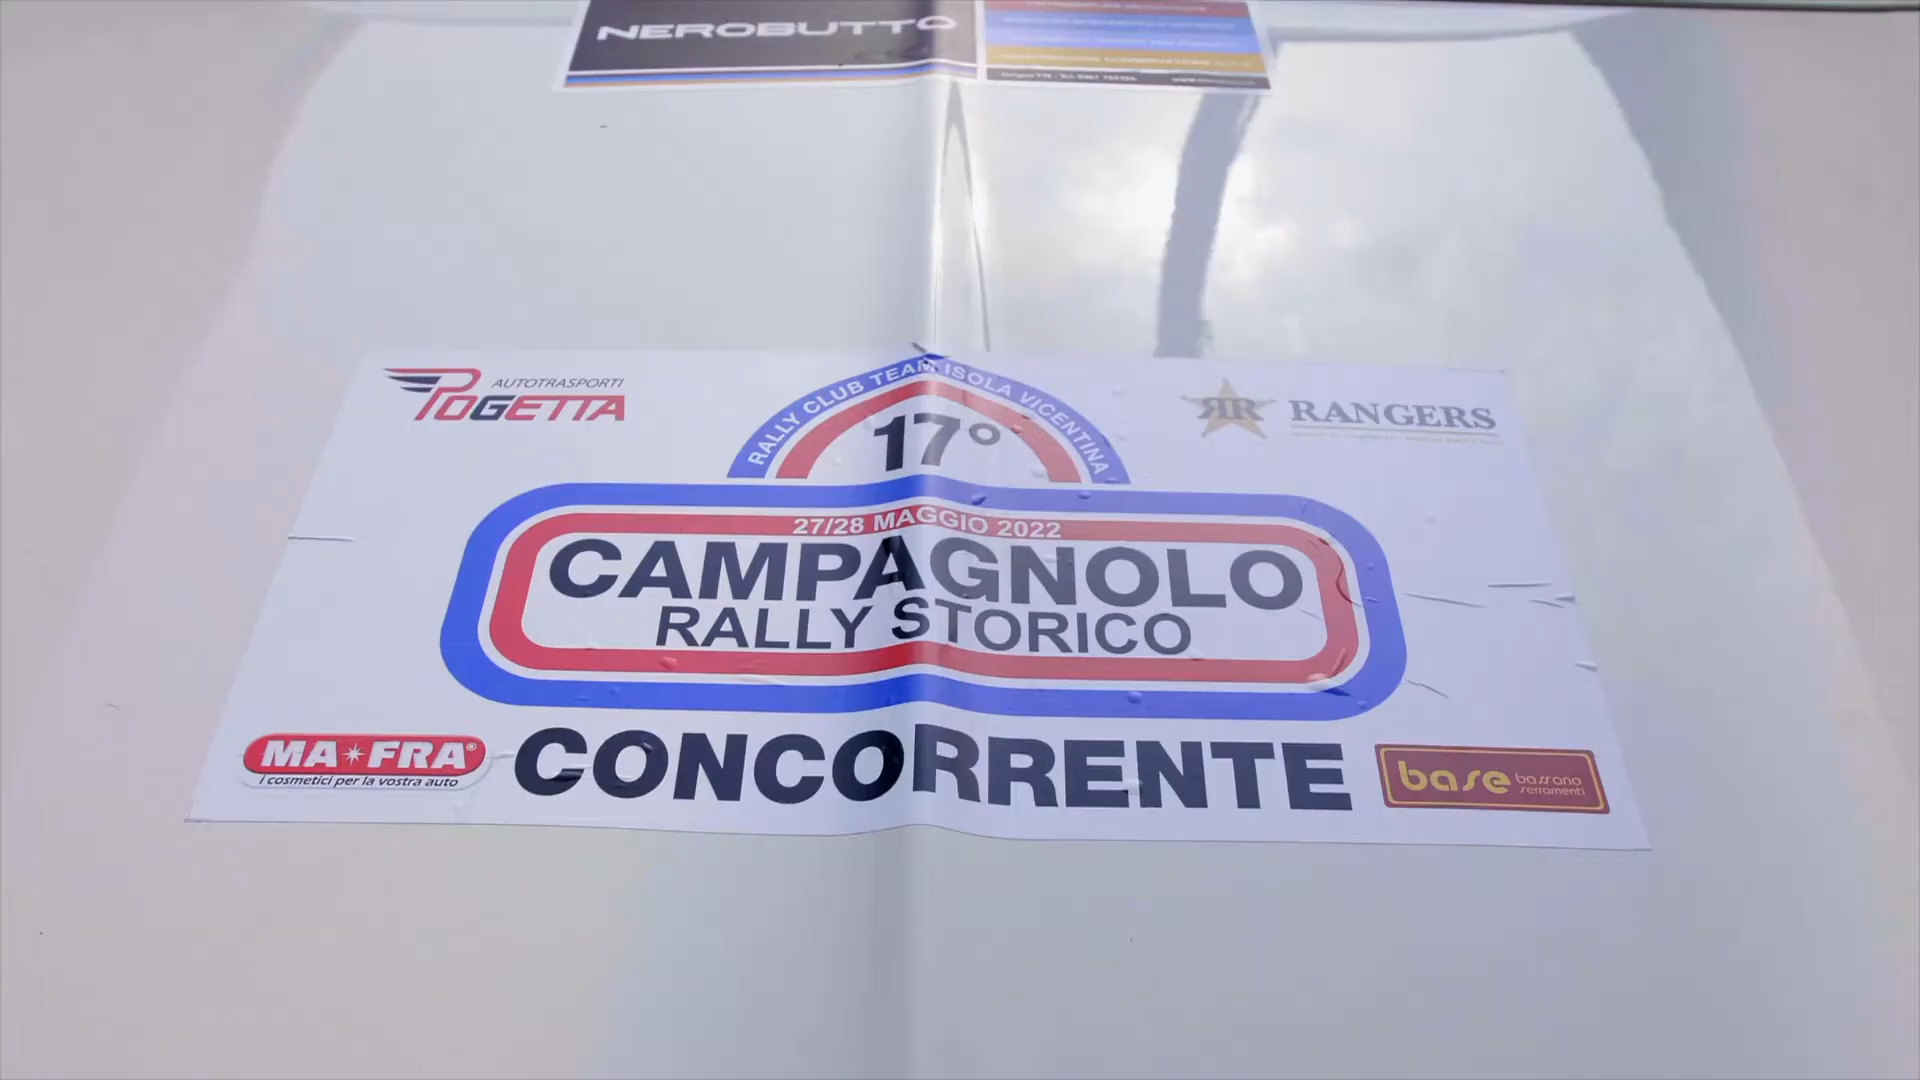 NEROBUTTO
AUTOTRASPORTI
POGETTA
RALLY CLUB TEAM ISOLA VICENTINA
17°
RR RANGERS
27/28 MAGGIO 2022
CAMPAGNOLO
RALLY STORICO
MA★FRA®
i cosmetici per la vostra auto
CONCORRENTE
base bassano
serramenti